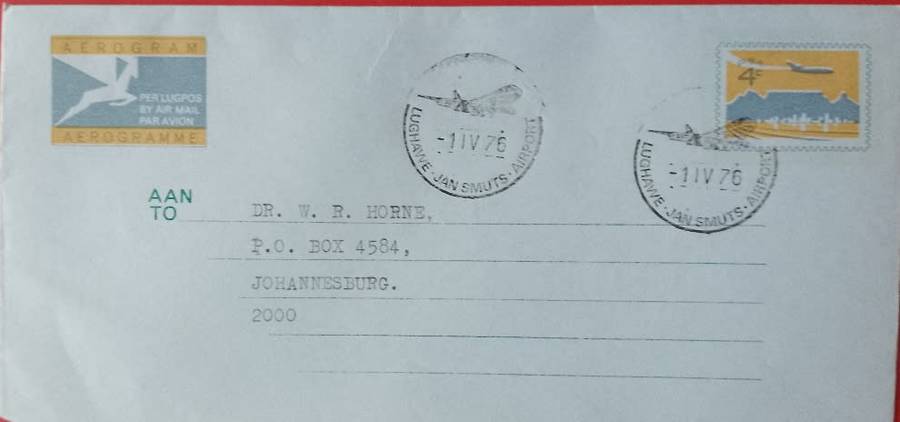 AEROGRAM
PER LUGPOS
BY AIR MAIL
PAR AVION
AEROGRAMME
4c
-1 IV 76
LUGHAWE · JAN SMUTS · AIRPORT
-1 IV 76
LUGHAWE · JAN SMUTS · AIRPORT
AAN
TO
DR. W. R. HORNE,
P.O. BOX 4584,
JOHANNESBURG.
2000